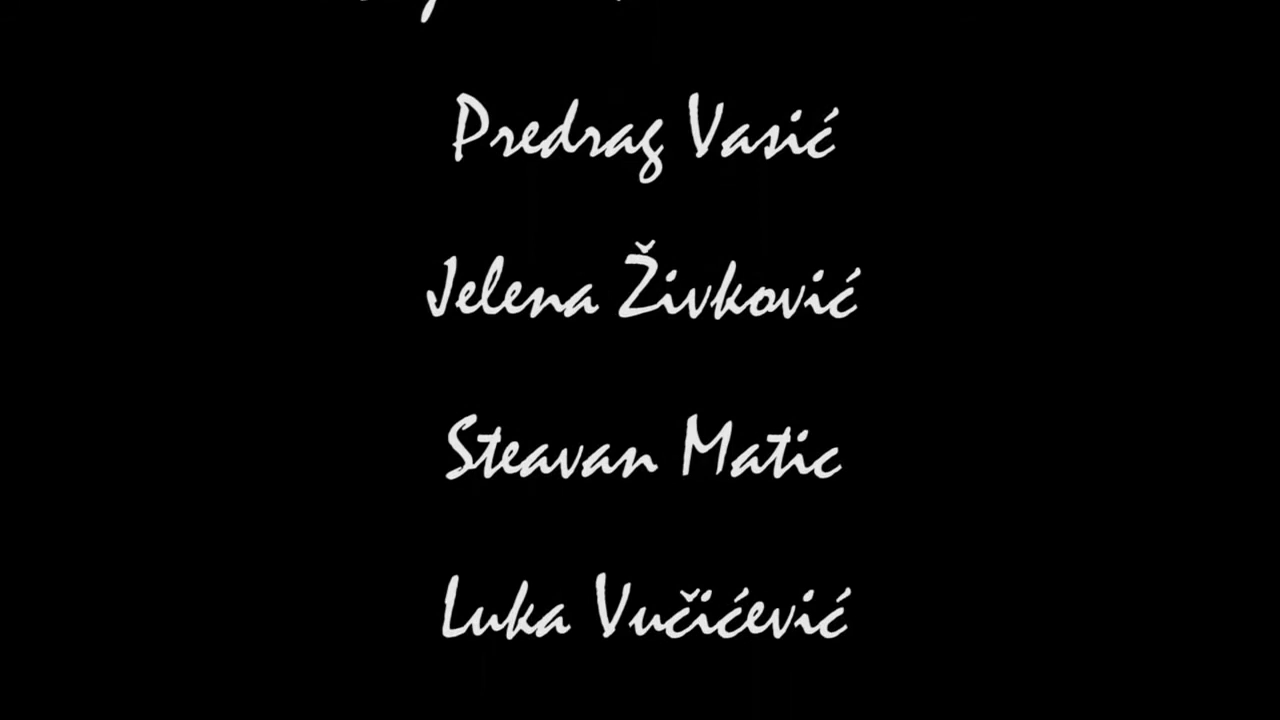 Predrag Vasić
Jelena Živković
Steavan Matic
Luka Vučićević